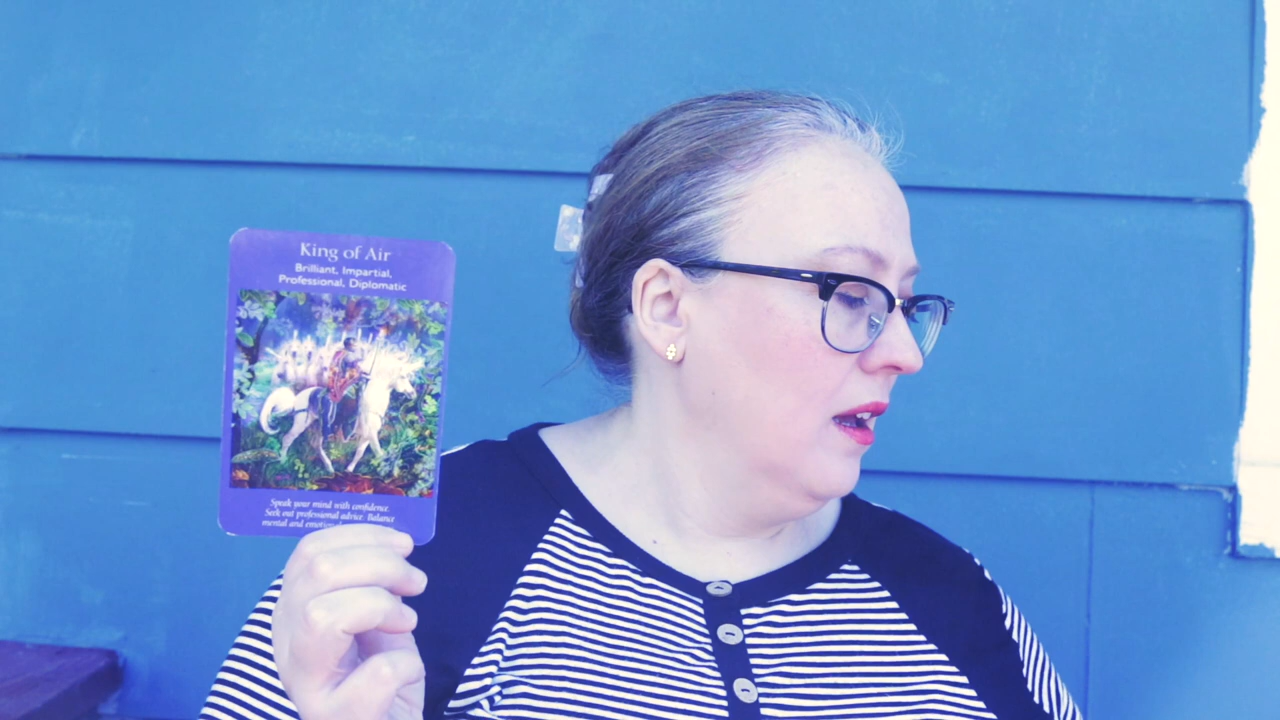 King of Air
Brilliant, Impartial,
Professional, Diplomatic
Speak your mind with confidence.
Seek out professional advice. Balance
mental and